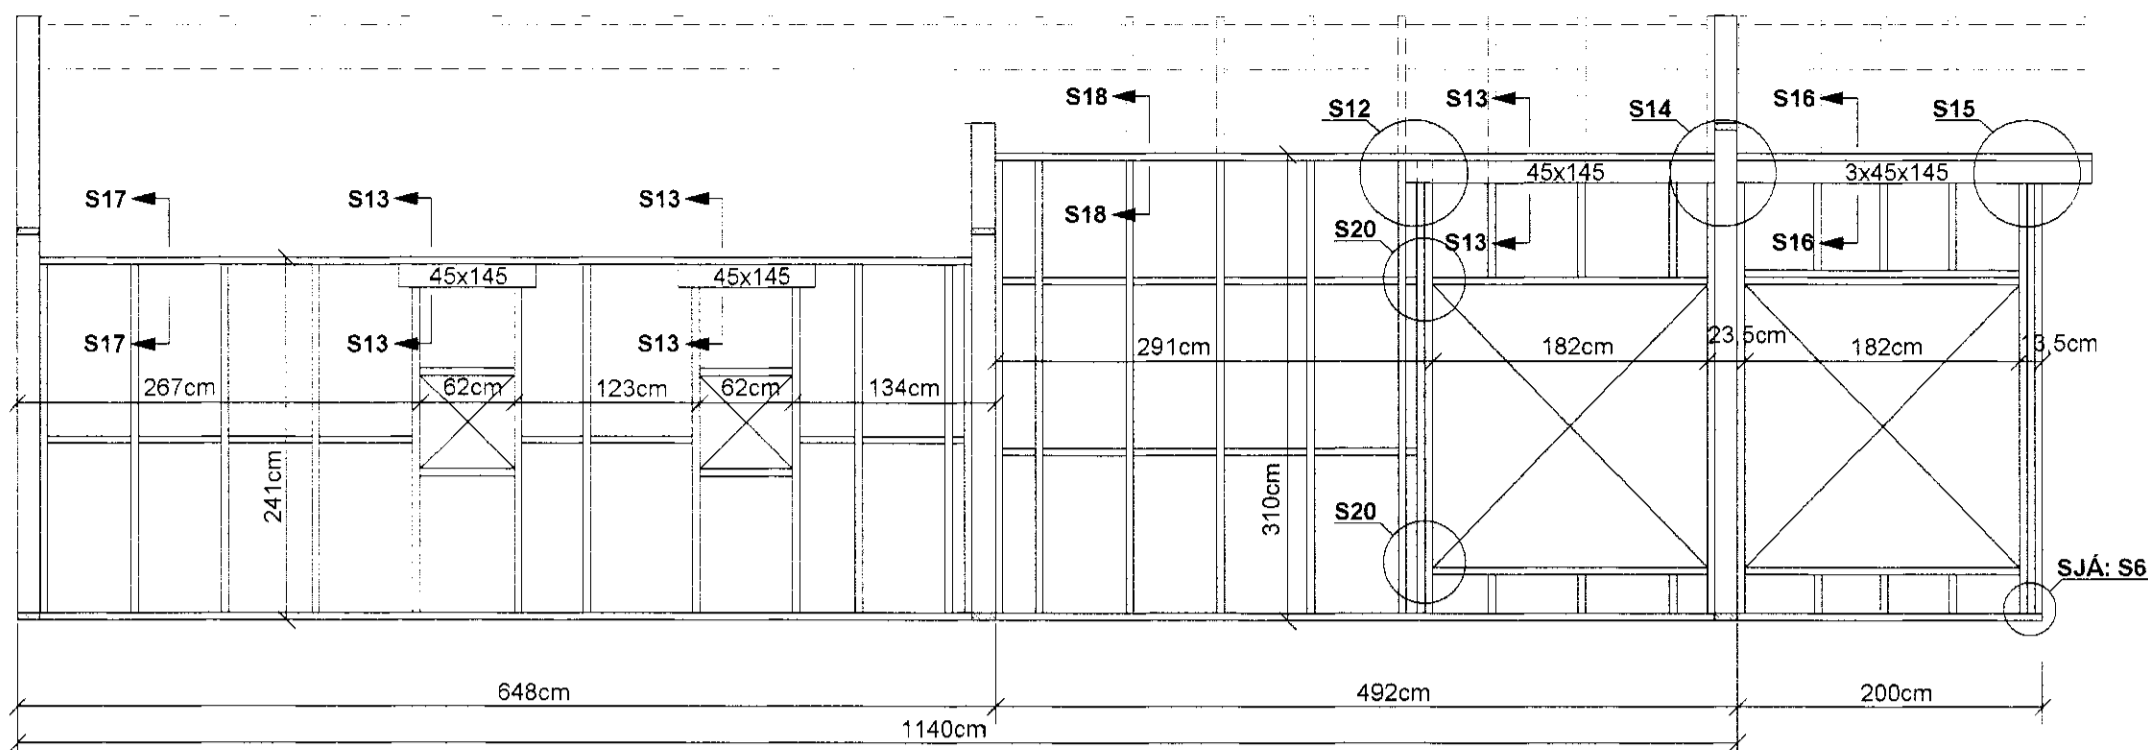 S18
S12
S13
S14
S16
S15
45x145
3x45x145
S17
S13
S13
S18
S20
S13
S16
45x145
45x145
S17
S13
S13
291cm
182cm
23,5cm
182cm
13,5cm
267cm
62cm
123cm
62cm
134cm
241cm
310cm
S20
SJÁ: S6
648cm
492cm
200cm
1140cm